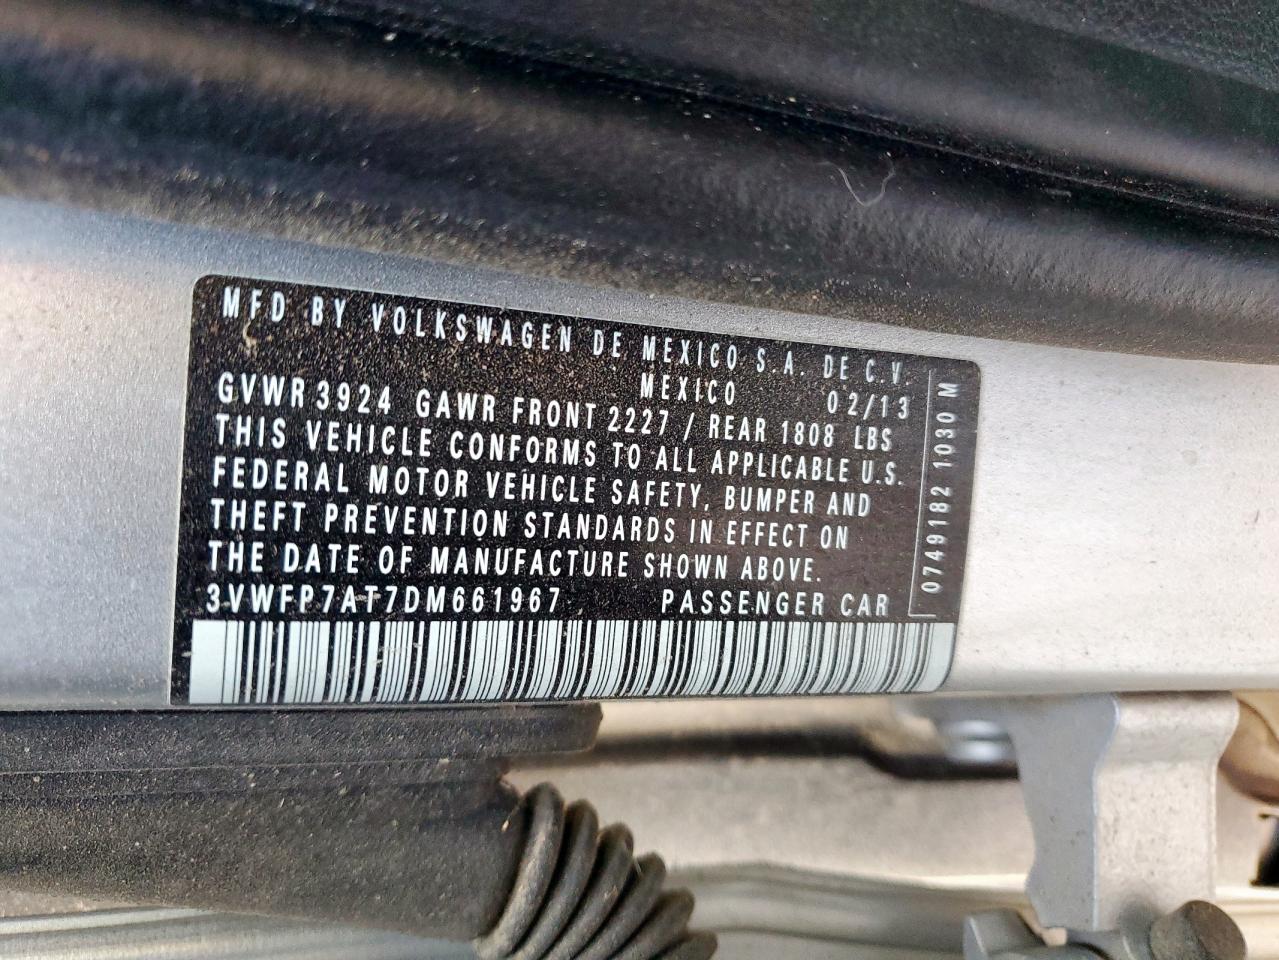 MFD BY VOLKSWAGEN DE MEXICO S.A. DE C.V.
MEXICO 02/13
GVWR 3924 GAWR FRONT 2227 / REAR 1808 LBS
THIS VEHICLE CONFORMS TO ALL APPLICABLE U.S.
FEDERAL MOTOR VEHICLE SAFETY, BUMPER AND
THEFT PREVENTION STANDARDS IN EFFECT ON
THE DATE OF MANUFACTURE SHOWN ABOVE.
3VWFP7AT7DM661967 PASSENGER CAR
0749182 1030 M